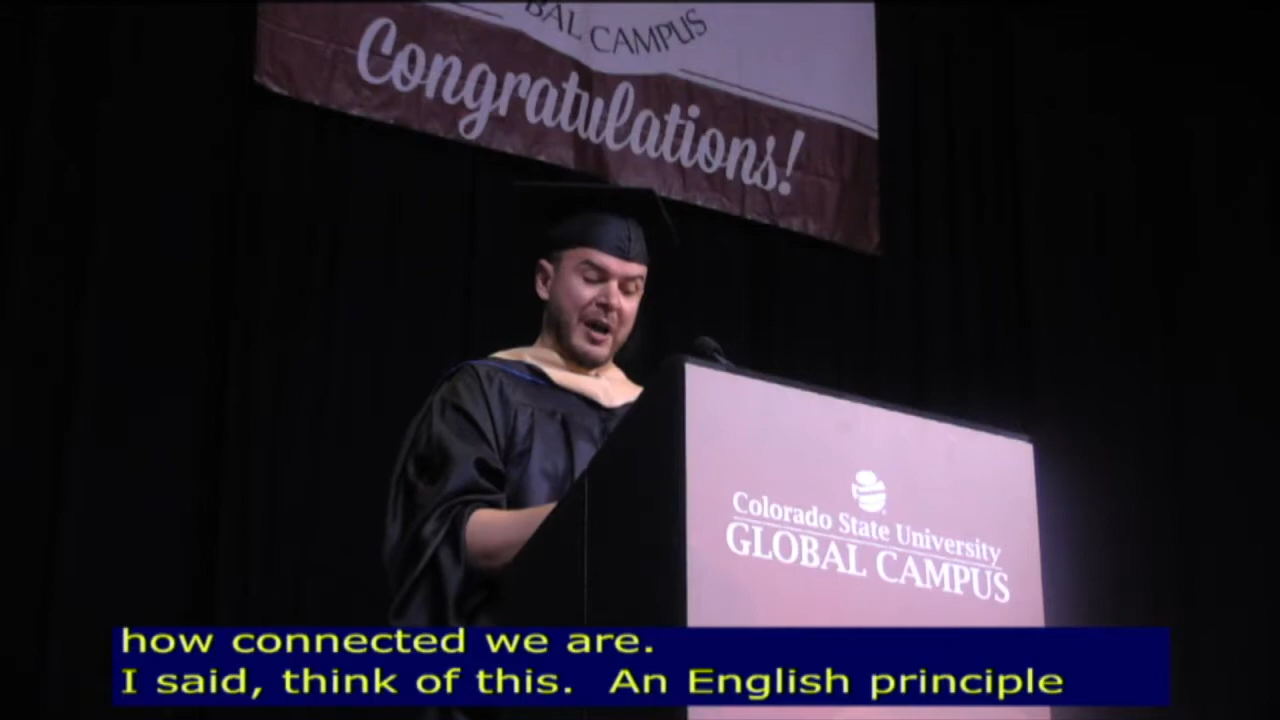 BAL CAMPUS
Congratulations!
Colorado State University
GLOBAL CAMPUS
how connected we are.
I said, think of this. An English principle